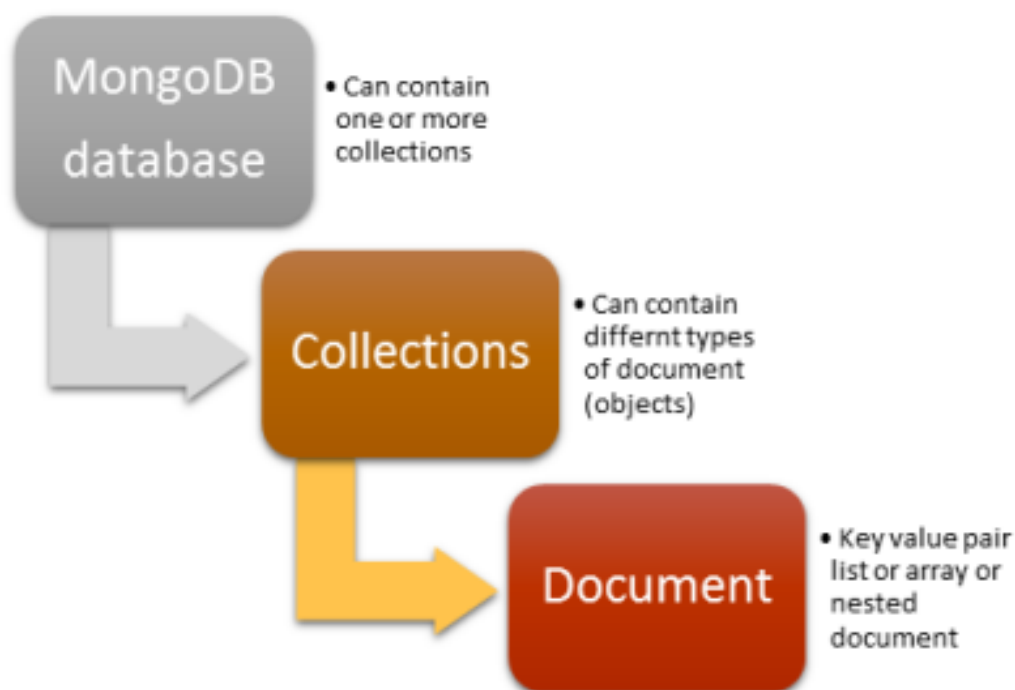 MongoDB
database
• Can contain
one or more
collections
Collections
• Can contain
differnt types
of document
(objects)
Document
• Key value pair
list or array or
nested
document